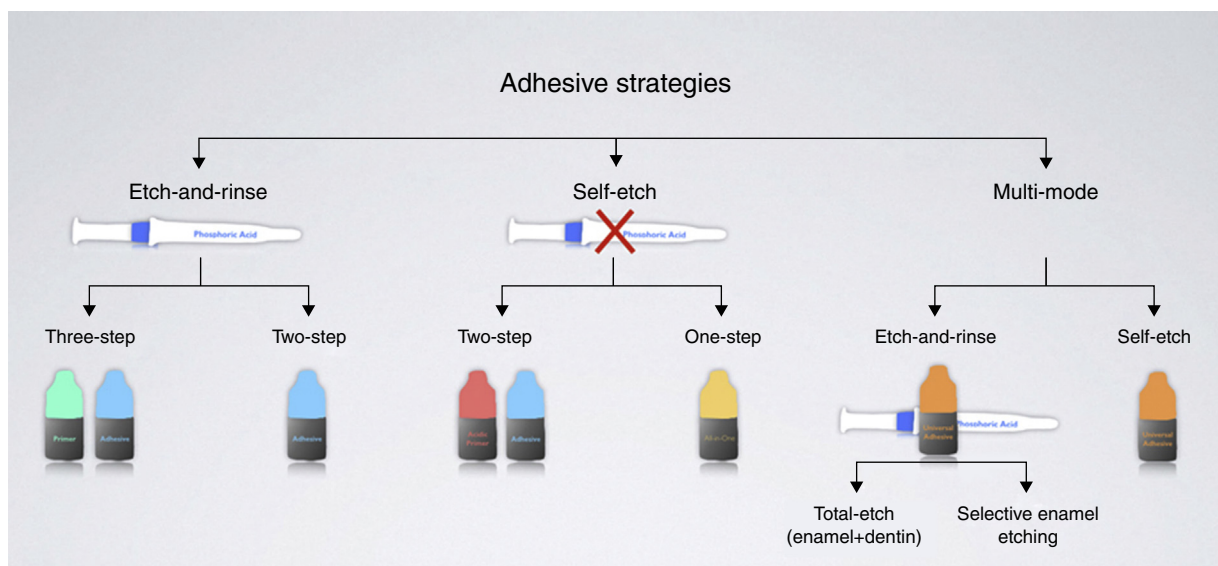 Adhesive strategies
Etch-and-rinse
Self-etch
Multi-mode
Phosphoric Acid
Phosphoric Acid
Three-step
Two-step
Two-step
One-step
Etch-and-rinse
Self-etch
Primer
Adhesive
Adhesive
Acidic
Primer
Adhesive
All-in-One
Universal
Adhesive
Phosphoric Acid
Universal
Adhesive
Total-etch
(enamel+dentin)
Selective enamel
etching